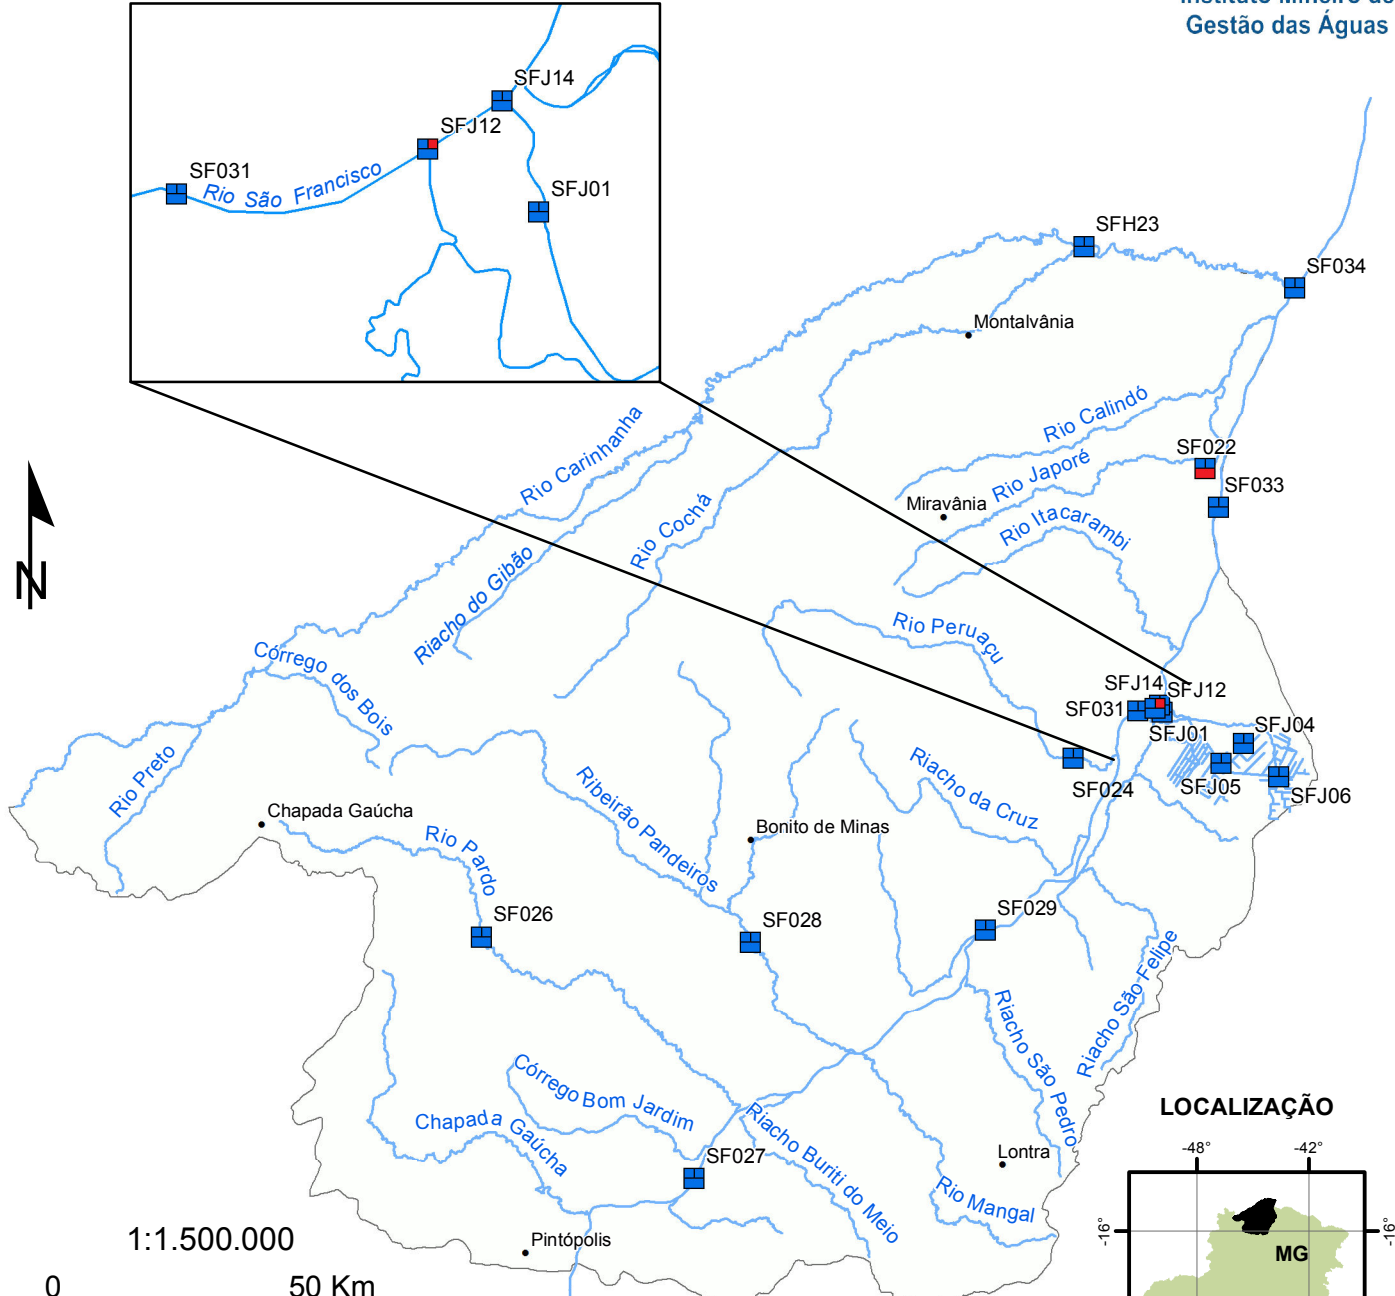 Gestão das Águas
SFJ14
SFJ12
SF031
Rio São Francisco
SFJ01
SFH23
SF034
Montalvânia
Rio Calindó
Rio Carinhanha
SF022
Rio Japoré
SF033
Miravânia
Rio Cochá
Rio Itacarambi
N
Riacho do Gibão
Rio Peruaçu
Córrego dos Bois
SFJ14
SFJ12
SF031
SFJ01
SFJ04
Rio Preto
Riacho da Cruz
SF024
SFJ05
SFJ06
Ribeirão Pandeiros
Chapada Gaúcha
Bonito de Minas
Rio Pardo
SF026
SF028
SF029
Riacho São Felipe
Riacho São Pedro
Córrego Bom Jardim
Chapada Gaúcha
Riacho Buriti do Meio
LOCALIZAÇÃO
SF027
Lontra
-48°
-42°
Rio Mangal
1:1.500.000
Pintópolis
-16°
-16°
MG
0
50 Km